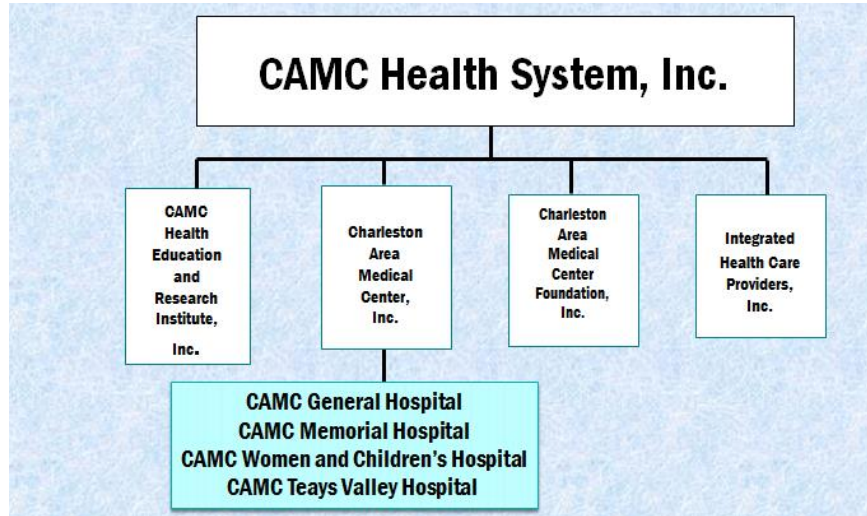 CAMC Health System, Inc.
CAMC
Health
Education
and
Research
Institute,
Inc.
Charleston
Area
Medical
Center,
Inc.
Charleston
Area
Medical
Center
Foundation,
Inc.
Integrated
Health Care
Providers,
Inc.
CAMC General Hospital
CAMC Memorial Hospital
CAMC Women and Children's Hospital
CAMC Teays Valley Hospital